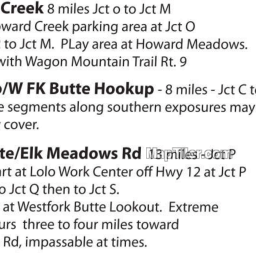 Creek 8 miles Jct o to Jct M
ward Creek parking area at Jct O
to Jct M. PLay area at Howard Meadows.
with Wagon Mountain Trail Rt. 9
/W FK Butte Hookup - 8 miles - Jct C t
e segments along southern exposures may
cover.
te/Elk Meadows Rd 13 miles - Jct P
rt at Lolo Work Center off Hwy 12 at Jct P
o Jct Q then to Jct S.
at Westfork Butte Lookout. Extreme
urs three to four miles toward
Rd, impassable at times.